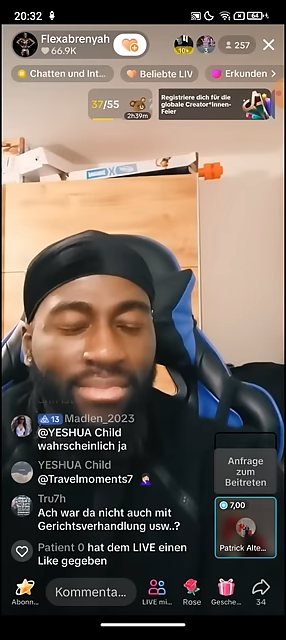 20:32
64
Flexabrenyah
66.9K
10+
257
Chatten und Int...
Beliebte LIV
Erkunden >
37/55
2h39m
Registriere dich für die
globale Creator*innen-
Feier
13 Madlen_2023
@YESHUA Child
wahrscheinlich ja
YESHUA Child
@Travelmoments7 🤦🏻‍♀️
Tru7h
Ach war da nicht auch mit
Gerichtsverhandlung usw..?
Patient 0 hat dem LIVE einen
Like gegeben
Anfrage
zum
Beitreten
7,00
Patrick Alte...
Kommenta...
Abonn...
LIVE mi...
Rose
Gesche...
34